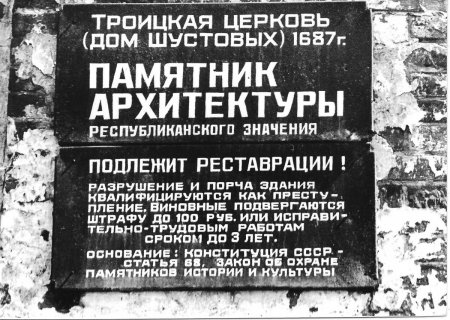 ТРОИЦКАЯ ЦЕРКОВЬ
(ДОМ ШУСТОВЫХ) 1687г.
ПАМЯТНИК
АРХИТЕКТУРЫ
РЕСПУБЛИКАНСКОГО ЗНАЧЕНИЯ
ПОДЛЕЖИТ РЕСТАВРАЦИИ !
РАЗРУШЕНИЕ И ПОРЧА ЗДАНИЯ
КВАЛИФИЦИРУЮТСЯ КАК ПРЕСТУ-
ПЛЕНИЕ. ВИНОВНЫЕ ПОДВЕРГАЮТСЯ
ШТРАФУ ДО 100 РУБ. ИЛИ ИСПРАВИ-
ТЕЛЬНО-ТРУДОВЫМ РАБОТАМ
СРОКОМ ДО 3 ЛЕТ.
ОСНОВАНИЕ : КОНСТИТУЦИЯ СССР -
СТАТЬЯ 68. ЗАКОН ОБ ОХРАНЕ
ПАМЯТНИКОВ ИСТОРИИ И КУЛЬТУРЫ